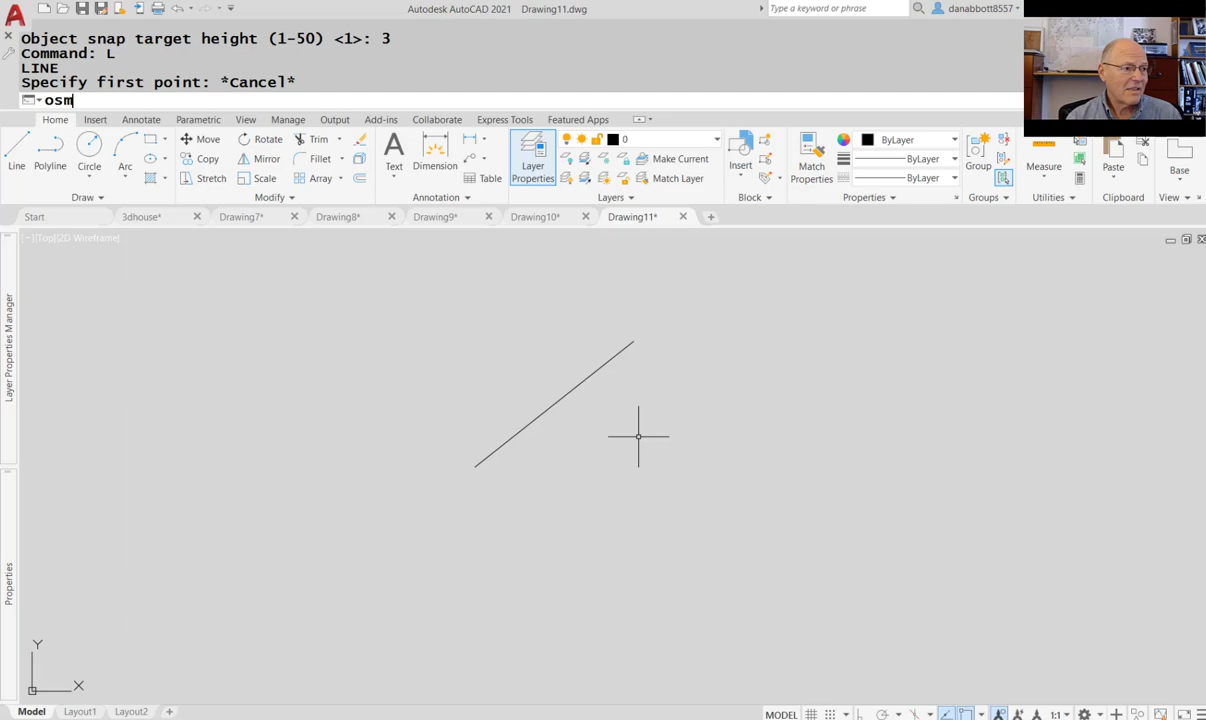 Autodesk AutoCAD 2021 Drawing11.dwg
Type a keyword or phrase
danabbott8557
Object snap target height (1-50) <1>: 3
Command: L
LINE
Specify first point: *Cancel*
osm
Home Insert Annotate Parametric View Manage Output Add-ins Collaborate Express Tools Featured Apps
Line Polyline Circle Arc
Move Rotate Trim
Copy Mirror Fillet
Stretch Scale Array
Text Dimension Table
Layer Properties
0
Make Current
Match Layer
Insert
Match Properties
ByLayer
ByLayer
ByLayer
Group Measure Paste Base
Draw Modify Annotation Layers Block Properties Groups Utilities Clipboard View
Start 3dhouse* Drawing7* Drawing8* Drawing9* Drawing10* Drawing11*
[−][Top][2D Wireframe]
Layer Properties Manager
Properties
Y
X
Model Layout1 Layout2
MODEL 1:1